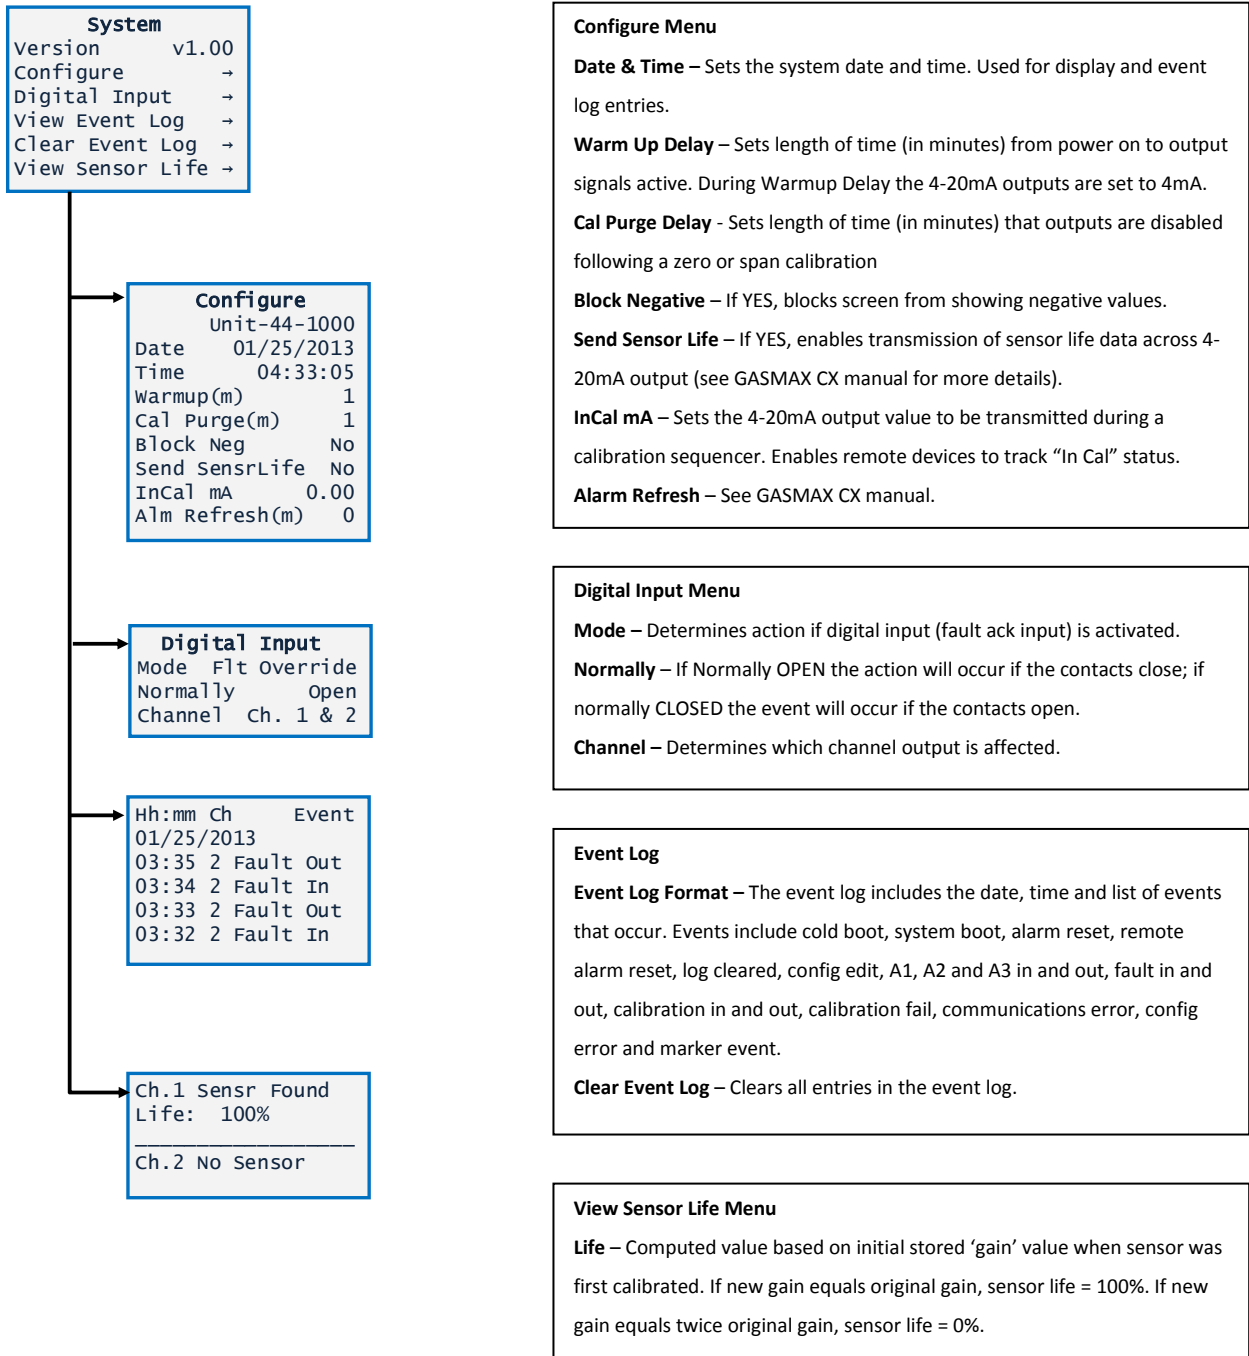 System
Version v1.00
Configure →
Digital Input →
View Event Log →
Clear Event Log →
View Sensor Life →
Configure
Unit-44-1000
Date 01/25/2013
Time 04:33:05
Warmup(m) 1
Cal Purge(m) 1
Block Neg No
Send SensrLife No
InCal mA 0.00
Alm Refresh(m) 0
Digital Input
Mode Flt Override
Normally Open
Channel Ch. 1 & 2
Hh:mm Ch Event
01/25/2013
03:35 2 Fault Out
03:34 2 Fault In
03:33 2 Fault Out
03:32 2 Fault In
Ch.1 Sensr Found
Life: 100%
Ch.2 No Sensor
Configure Menu
Date & Time – Sets the system date and time. Used for display and event
log entries.
Warm Up Delay – Sets length of time (in minutes) from power on to output
signals active. During Warmup Delay the 4-20mA outputs are set to 4mA.
Cal Purge Delay - Sets length of time (in minutes) that outputs are disabled
following a zero or span calibration
Block Negative – If YES, blocks screen from showing negative values.
Send Sensor Life – If YES, enables transmission of sensor life data across 4-
20mA output (see GASMAX CX manual for more details).
InCal mA – Sets the 4-20mA output value to be transmitted during a
calibration sequencer. Enables remote devices to track “In Cal” status.
Alarm Refresh – See GASMAX CX manual.
Digital Input Menu
Mode – Determines action if digital input (fault ack input) is activated.
Normally – If Normally OPEN the action will occur if the contacts close; if
normally CLOSED the event will occur if the contacts open.
Channel – Determines which channel output is affected.
Event Log
Event Log Format – The event log includes the date, time and list of events
that occur. Events include cold boot, system boot, alarm reset, remote
alarm reset, log cleared, config edit, A1, A2 and A3 in and out, fault in and
out, calibration in and out, calibration fail, communications error, config
error and marker event.
Clear Event Log – Clears all entries in the event log.
View Sensor Life Menu
Life – Computed value based on initial stored ‘gain’ value when sensor was
first calibrated. If new gain equals original gain, sensor life = 100%. If new
gain equals twice original gain, sensor life = 0%.